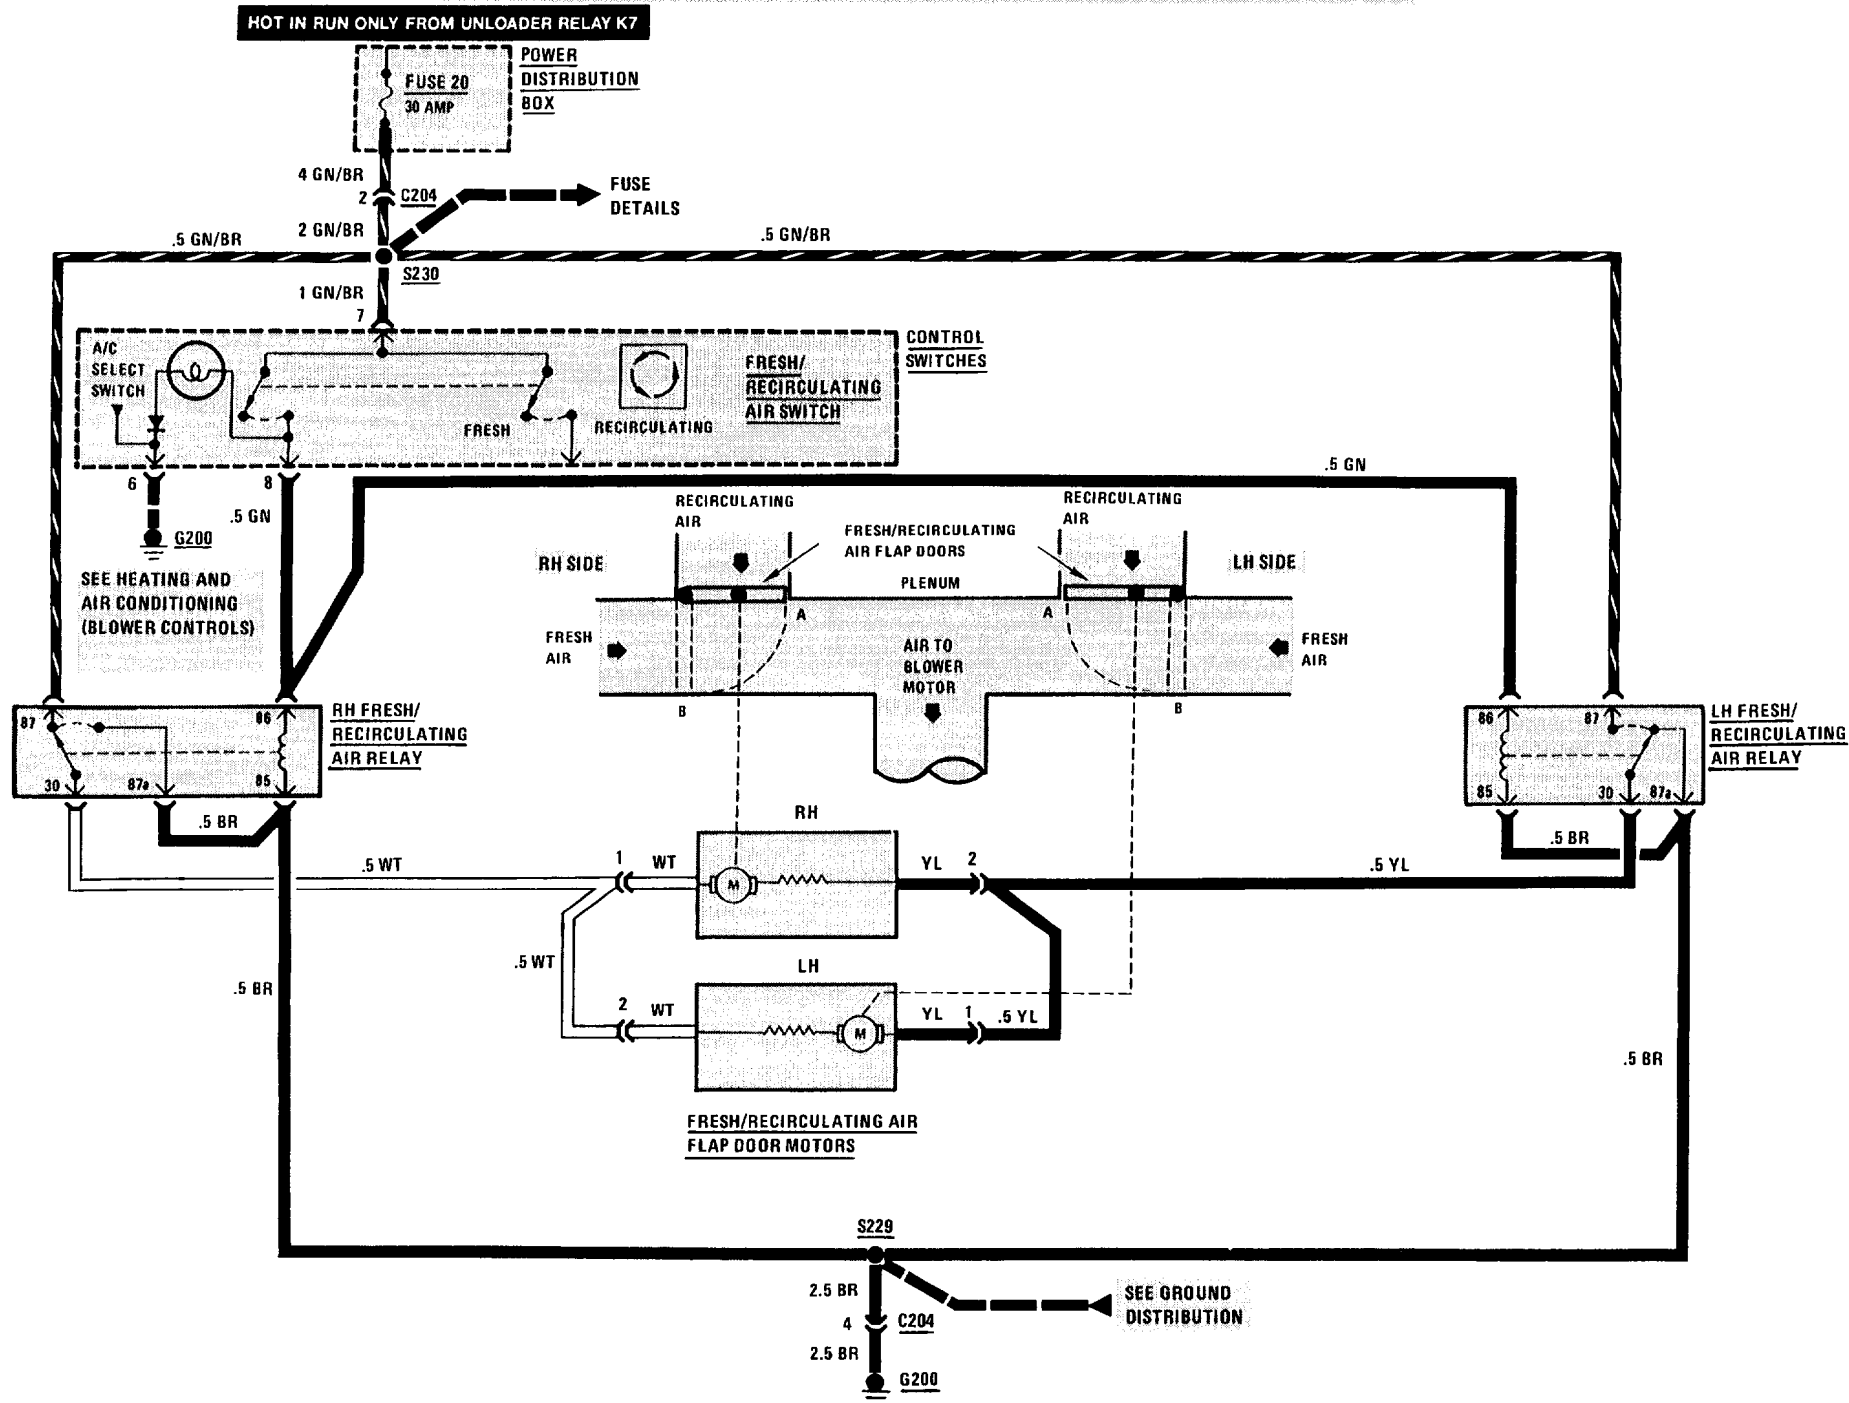 HOT IN RUN ONLY FROM UNLOADER RELAY K7
POWER
DISTRIBUTION
BOX
FUSE 20
30 AMP
4 GN/BR
2
C204
FUSE
DETAILS
2 GN/BR
.5 GN/BR
.5 GN/BR
S230
1 GN/BR
7
CONTROL
SWITCHES
A/C
SELECT
SWITCH
FRESH/
RECIRCULATING
AIR SWITCH
FRESH
RECIRCULATING
6
8
.5 GN
.5 GN
G200
SEE HEATING AND
AIR CONDITIONING
(BLOWER CONTROLS)
RECIRCULATING
AIR
RECIRCULATING
AIR
FRESH/RECIRCULATING
AIR FLAP DOORS
RH SIDE
LH SIDE
PLENUM
A
A
FRESH
AIR
AIR TO
BLOWER
MOTOR
FRESH
AIR
B
B
87
86
30
87a
85
RH FRESH/
RECIRCULATING
AIR RELAY
86
87
85
30
87a
LH FRESH/
RECIRCULATING
AIR RELAY
.5 BR
.5 BR
RH
.5 WT
1
WT
M
YL
2
.5 YL
LH
.5 WT
2
WT
M
YL
1
.5 YL
.5 BR
.5 BR
FRESH/RECIRCULATING AIR
FLAP DOOR MOTORS
S229
2.5 BR
SEE GROUND
DISTRIBUTION
4
C204
2.5 BR
G200